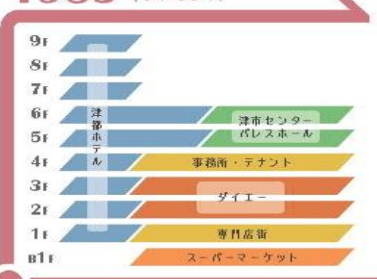 9F
8F
7F
6F
5F
4F
3F
2F
1F
B1F
津都ホテル
津市センター
パレスホール
事務所・テナント
ダイエー
専門店街
スーパーマーケット